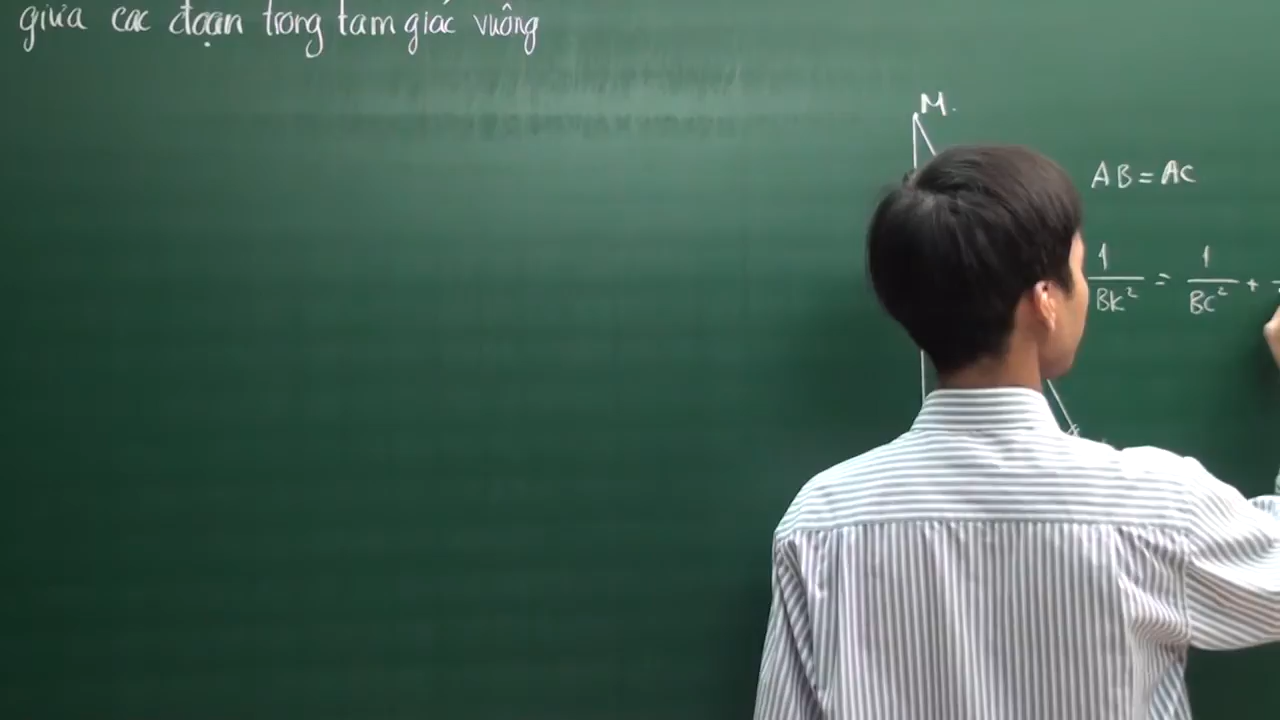 giữa các đoạn trong tam giác vuông
M.
AB = AC
1/BK² = 1/BC² +